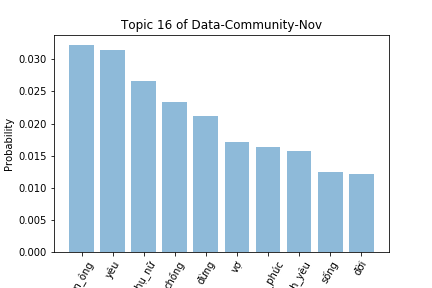 Topic 16 of Data-Community-Nov
Probability
0.030
0.025
0.020
0.015
0.010
0.005
0.000
yêu
chồng
đừng
vợ
sống
đời